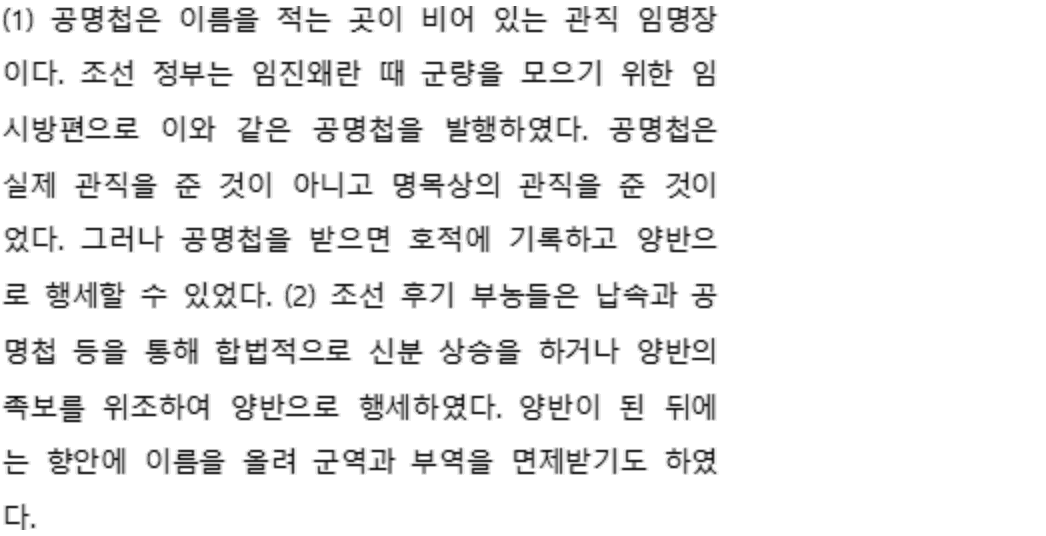 (1) 공명첩은 이름을 적는 곳이 비어 있는 관직 임명장
이다. 조선 정부는 임진왜란 때 군량을 모으기 위한 임
시방편으로 이와 같은 공명첩을 발행하였다. 공명첩은
실제 관직을 준 것이 아니고 명목상의 관직을 준 것이
었다. 그러나 공명첩을 받으면 호적에 기록하고 양반으
로 행세할 수 있었다. (2) 조선 후기 부농들은 납속과 공
명첩 등을 통해 합법적으로 신분 상승을 하거나 양반의
족보를 위조하여 양반으로 행세하였다. 양반이 된 뒤에
는 향안에 이름을 올려 군역과 부역을 면제받기도 하였
다.